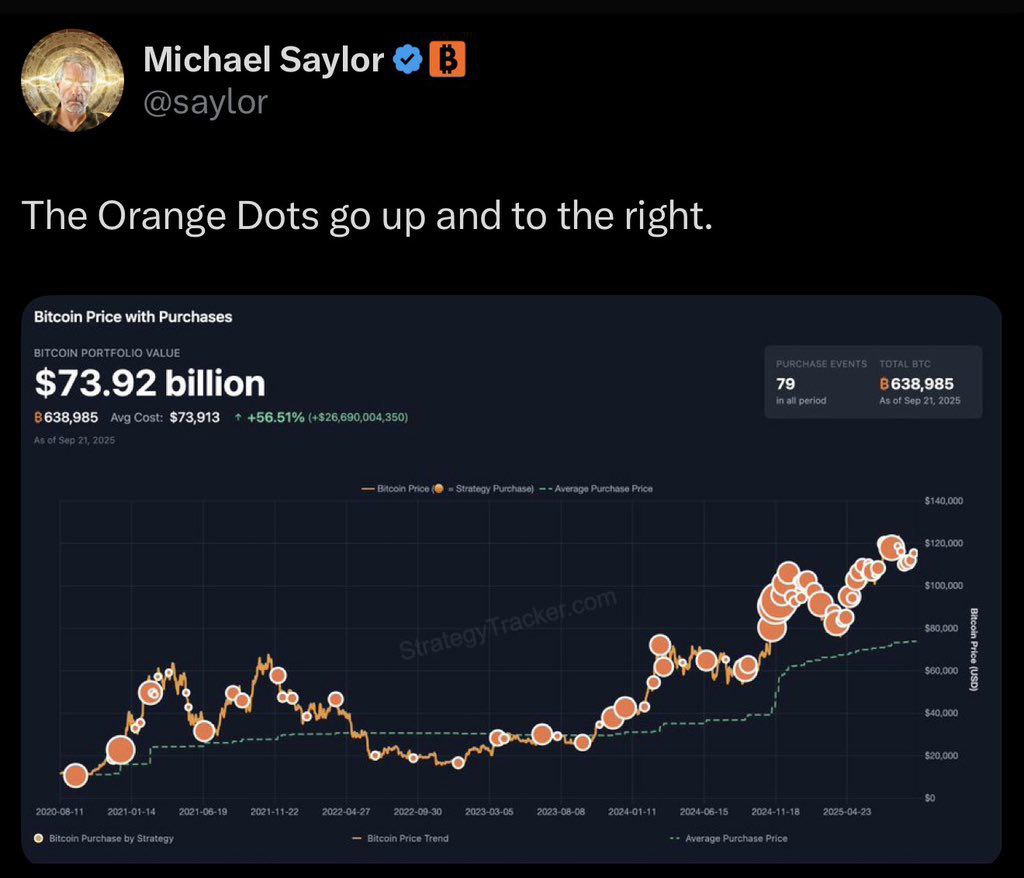 Michael Saylor
@saylor
The Orange Dots go up and to the right.
Bitcoin Price with Purchases
BITCOIN PORTFOLIO VALUE
$73.92 billion
₿638,985 Avg Cost: $73,913 ↑ +56.51% (+$26,690,004,350)
As of Sep 21, 2025
PURCHASE EVENTS TOTAL BTC
79 ₿638,985
in all period As of Sep 21, 2025
Bitcoin Price ( = Strategy Purchase) Average Purchase Price
$140,000
$120,000
$100,000
$80,000
$60,000
$40,000
$20,000
$0
Bitcoin Price (USD)
StrategyTracker.com
2020-08-11 2021-01-14 2021-06-19 2021-11-22 2022-04-27 2022-09-30 2023-03-05 2023-08-08 2024-01-11 2024-06-15 2024-11-18 2025-04-23
Bitcoin Purchase by Strategy Bitcoin Price Trend Average Purchase Price